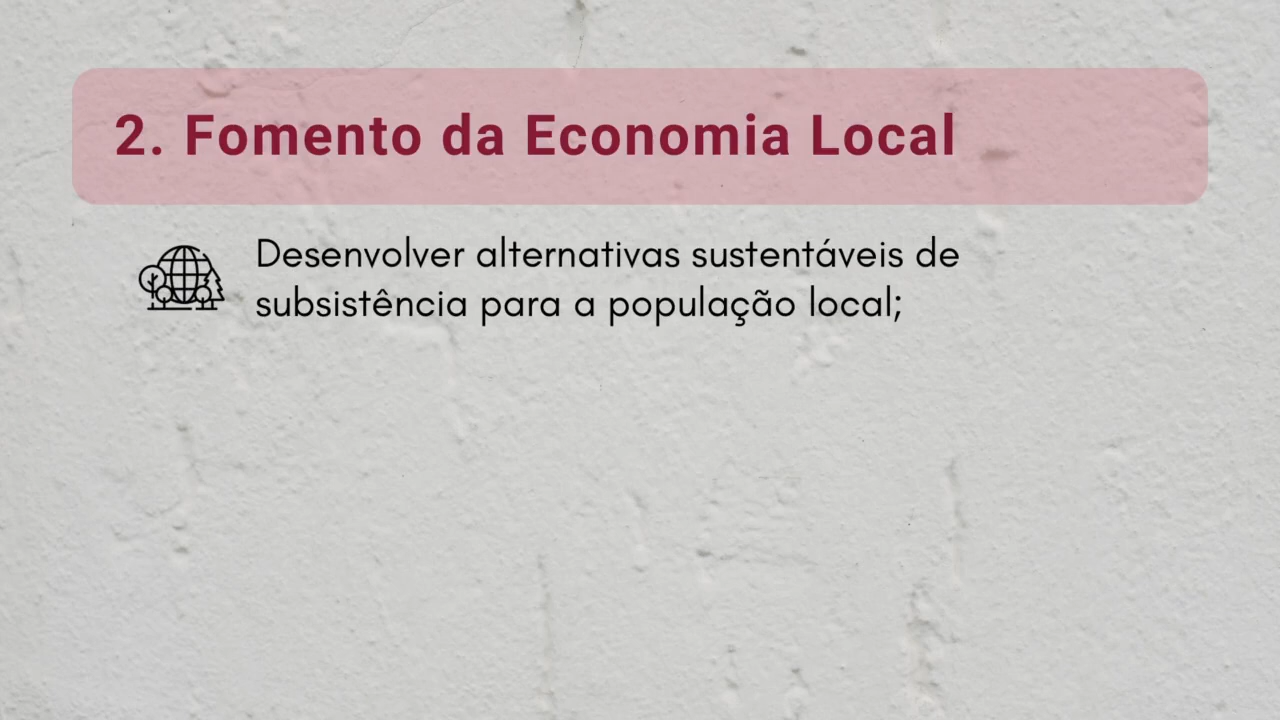 2. Fomento da Economia Local
Desenvolver alternativas sustentáveis de
subsistência para a população local;